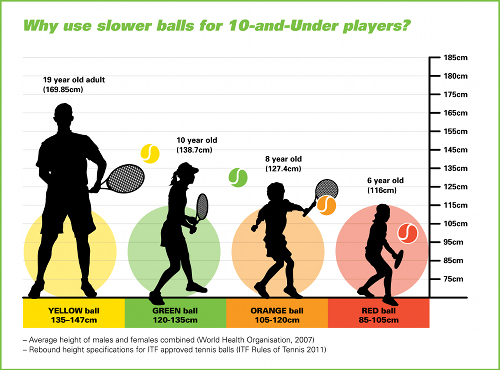 Why use slower balls for 10-and-Under players?
185cm
180cm
175cm
165cm
155cm
145cm
135cm
125cm
115cm
105cm
95cm
85cm
75cm
19 year old adult
(169.85cm)
10 year old
(138.7cm)
8 year old
(127.4cm)
6 year old
(116cm)
YELLOW ball
135–147cm
GREEN ball
120-135cm
ORANGE ball
105-120cm
RED ball
85-105cm
– Average height of males and females combined (World Health Organisation, 2007)
– Rebound height specifications for ITF approved tennis balls (ITF Rules of Tennis 2011)